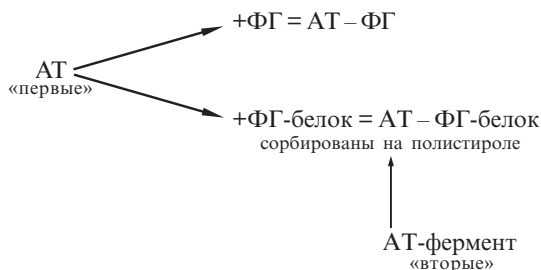 +ФГ = АТ – ФГ
АТ
«первые»
+ФГ-белок = АТ – ФГ-белок
сорбированы на полистироле
АТ-фермент
«вторые»